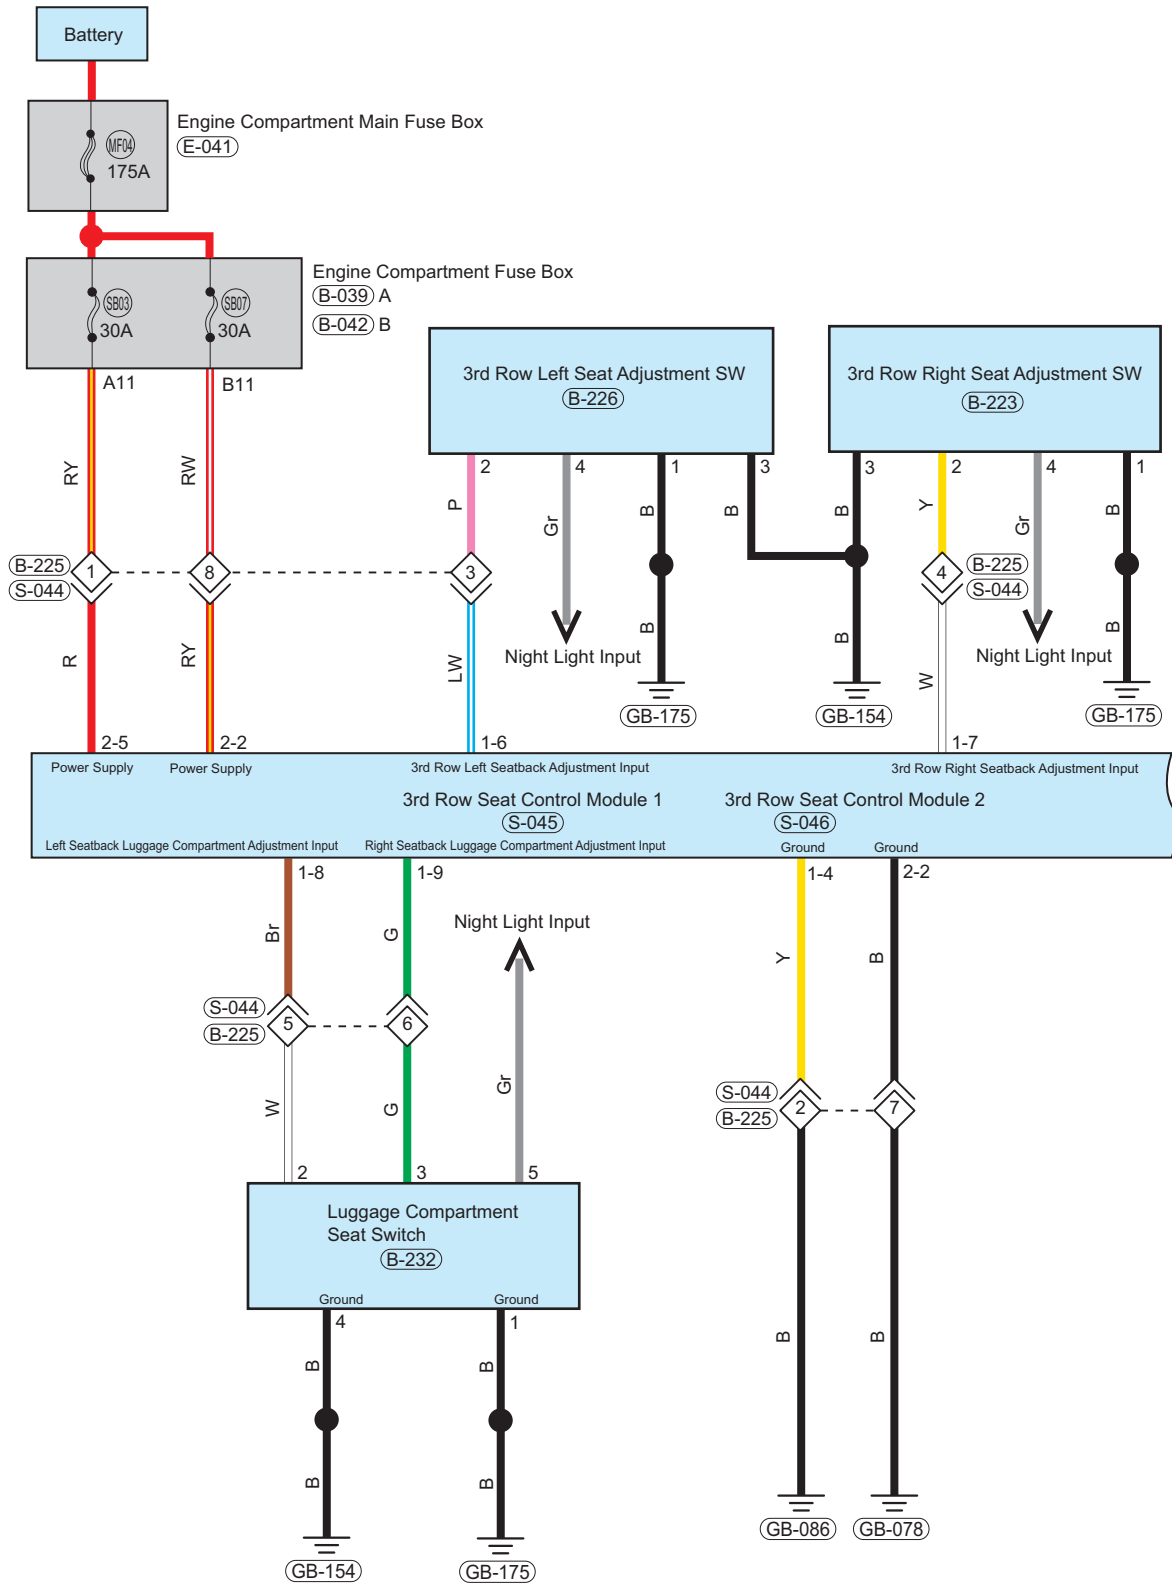 Battery
Engine Compartment Main Fuse Box
E-041
MF04
175A
Engine Compartment Fuse Box
B-039 A
B-042 B
SB03
30A
SB07
30A
A11
B11
3rd Row Left Seat Adjustment SW
B-226
3rd Row Right Seat Adjustment SW
B-223
2
4
1
3
3
2
4
1
RY
RW
P
Gr
B
B
B
Y
Gr
B
B-225
S-044
1
8
3
4
B-225
S-044
R
RY
LW
Night Light Input
B
B
W
Night Light Input
B
GB-175
GB-154
GB-175
2-5
2-2
1-6
1-7
Power Supply
Power Supply
3rd Row Left Seatback Adjustment Input
3rd Row Right Seatback Adjustment Input
3rd Row Seat Control Module 1
S-045
3rd Row Seat Control Module 2
S-046
Left Seatback Luggage Compartment Adjustment Input
Right Seatback Luggage Compartment Adjustment Input
Ground
Ground
1-8
1-9
1-4
2-2
Night Light Input
Br
G
Y
B
S-044
B-225
5
6
S-044
B-225
2
7
W
G
Gr
2
3
5
Luggage Compartment
Seat Switch
B-232
Ground
Ground
4
1
B
B
B
B
B
B
GB-154
GB-175
GB-086
GB-078